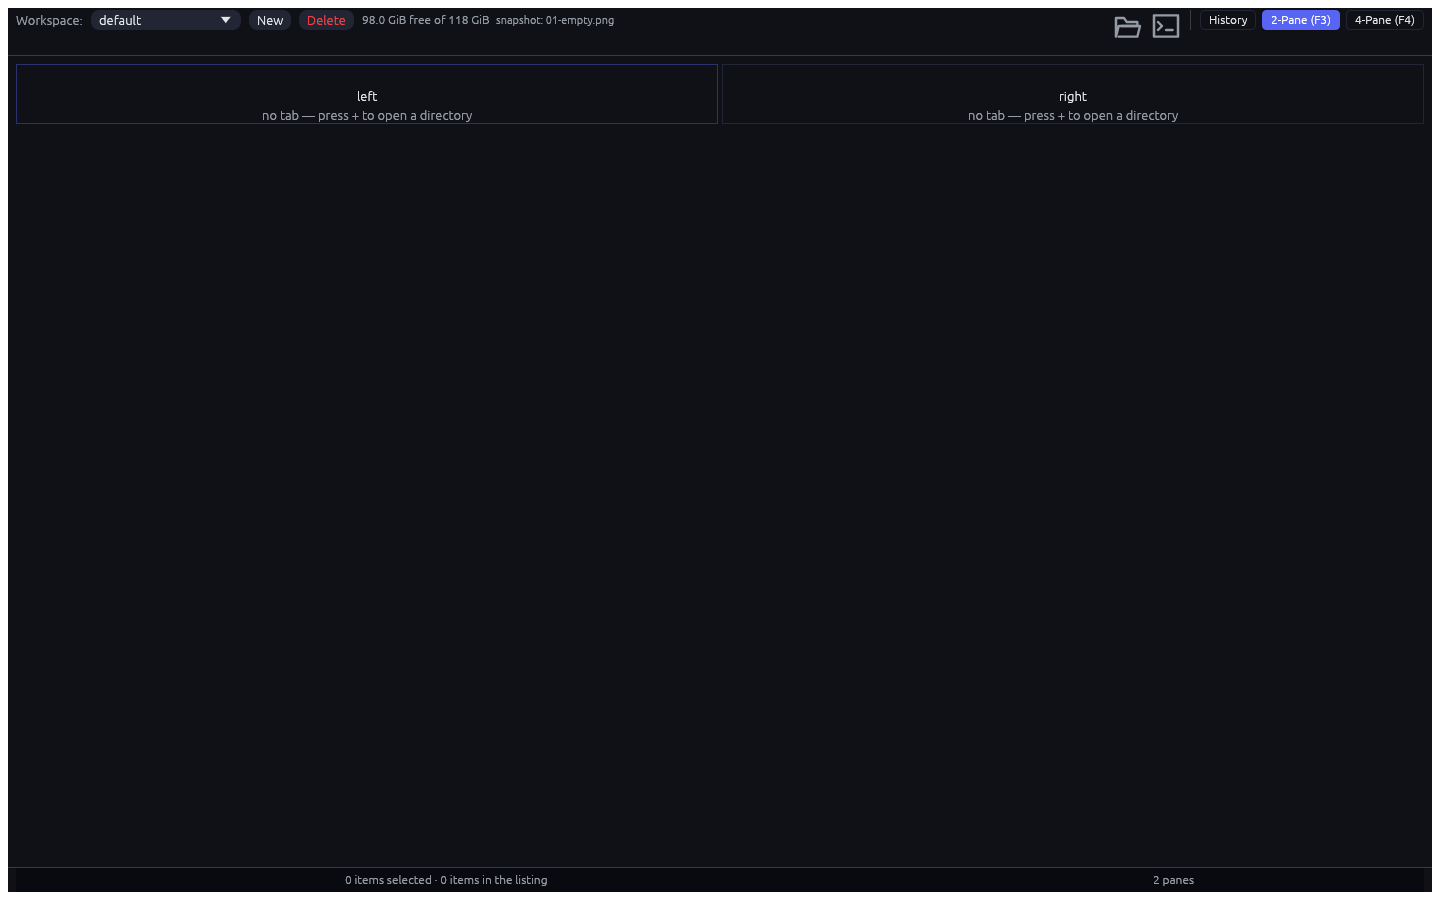 Workspace: default New Delete 98.0 GiB free of 118 GiB snapshot: 01-empty.png History 2-Pane (F3) 4-Pane (F4)
left
no tab — press + to open a directory
right
no tab — press + to open a directory
0 items selected · 0 items in the listing
2 panes